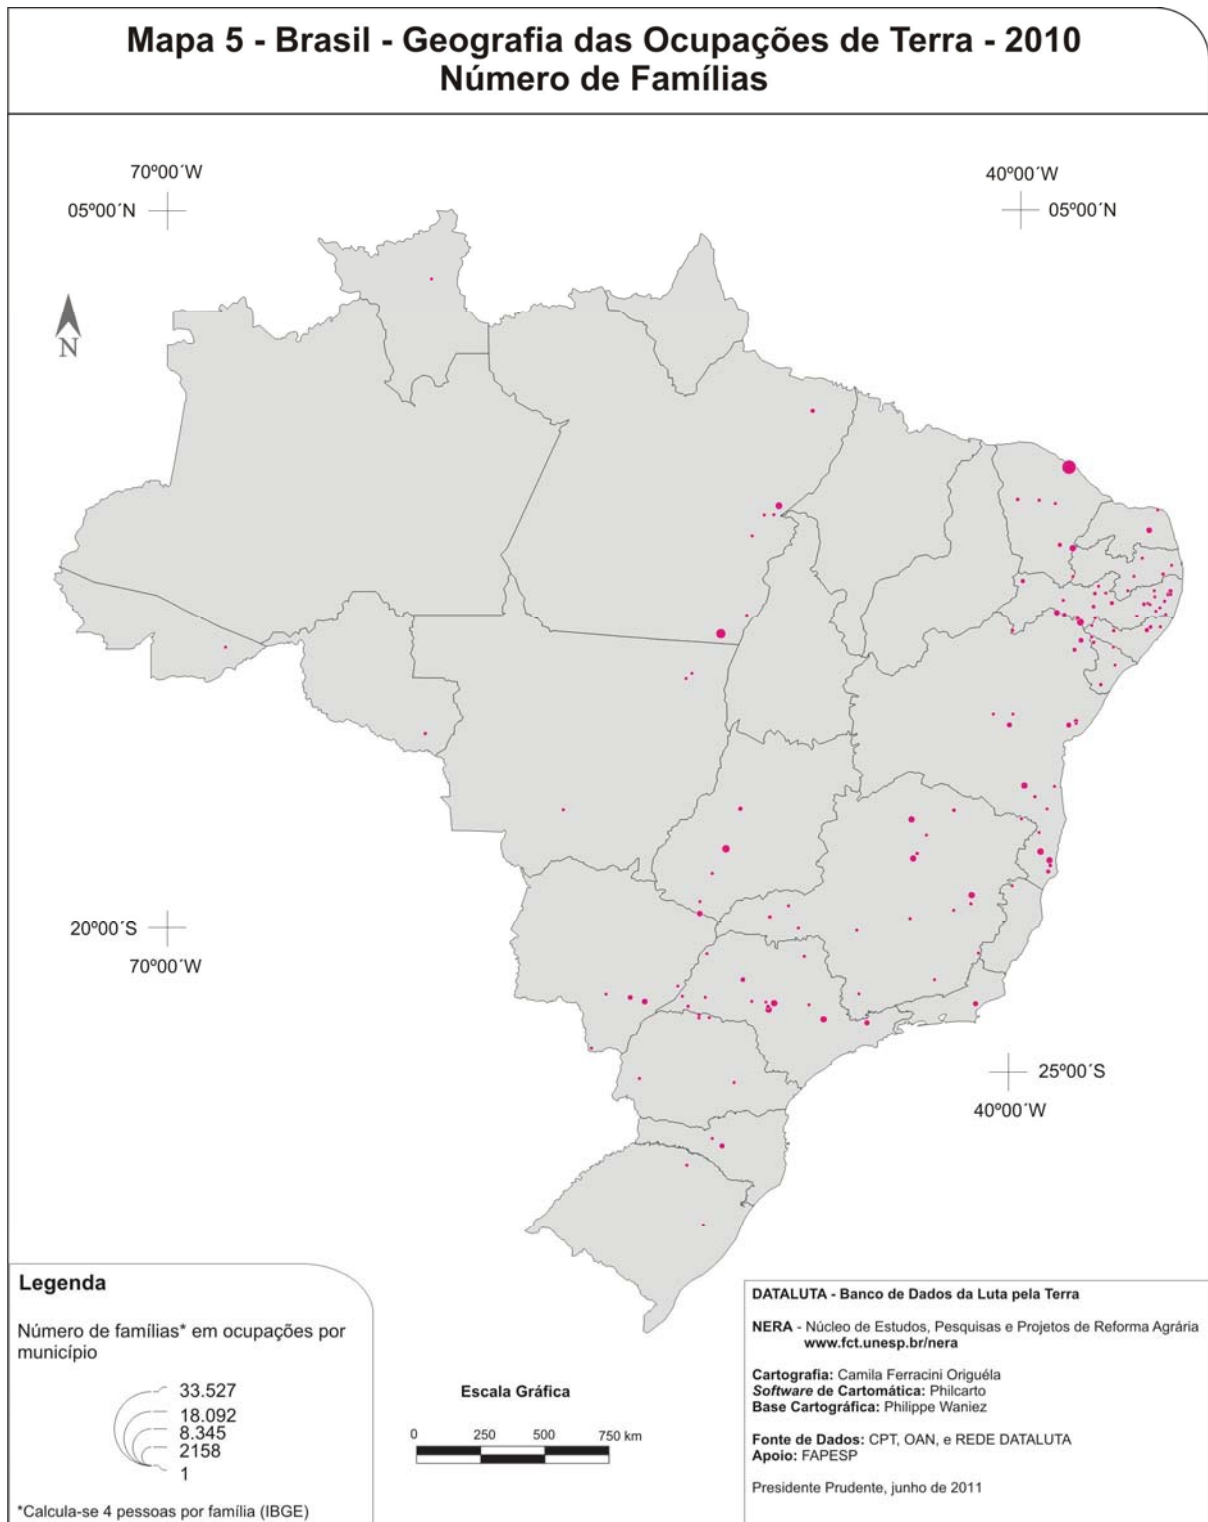 Mapa 5 - Brasil - Geografia das Ocupações de Terra - 2010
Número de Famílias
70º00´W
40º00´W
05º00´N
05º00´N
N
20º00´S
70º00´W
25º00´S
40º00´W
Legenda
Número de famílias* em ocupações por
município
33.527
18.092
8.345
2158
1
*Calcula-se 4 pessoas por família (IBGE)
Escala Gráfica
0 250 500 750 km
DATALUTA - Banco de Dados da Luta pela Terra
NERA - Núcleo de Estudos, Pesquisas e Projetos de Reforma Agrária
www.fct.unesp.br/nera
Cartografia: Camila Ferracini Origuéla
Software de Cartomática: Philcarto
Base Cartográfica: Philippe Waniez
Fonte de Dados: CPT, OAN, e REDE DATALUTA
Apoio: FAPESP
Presidente Prudente, junho de 2011